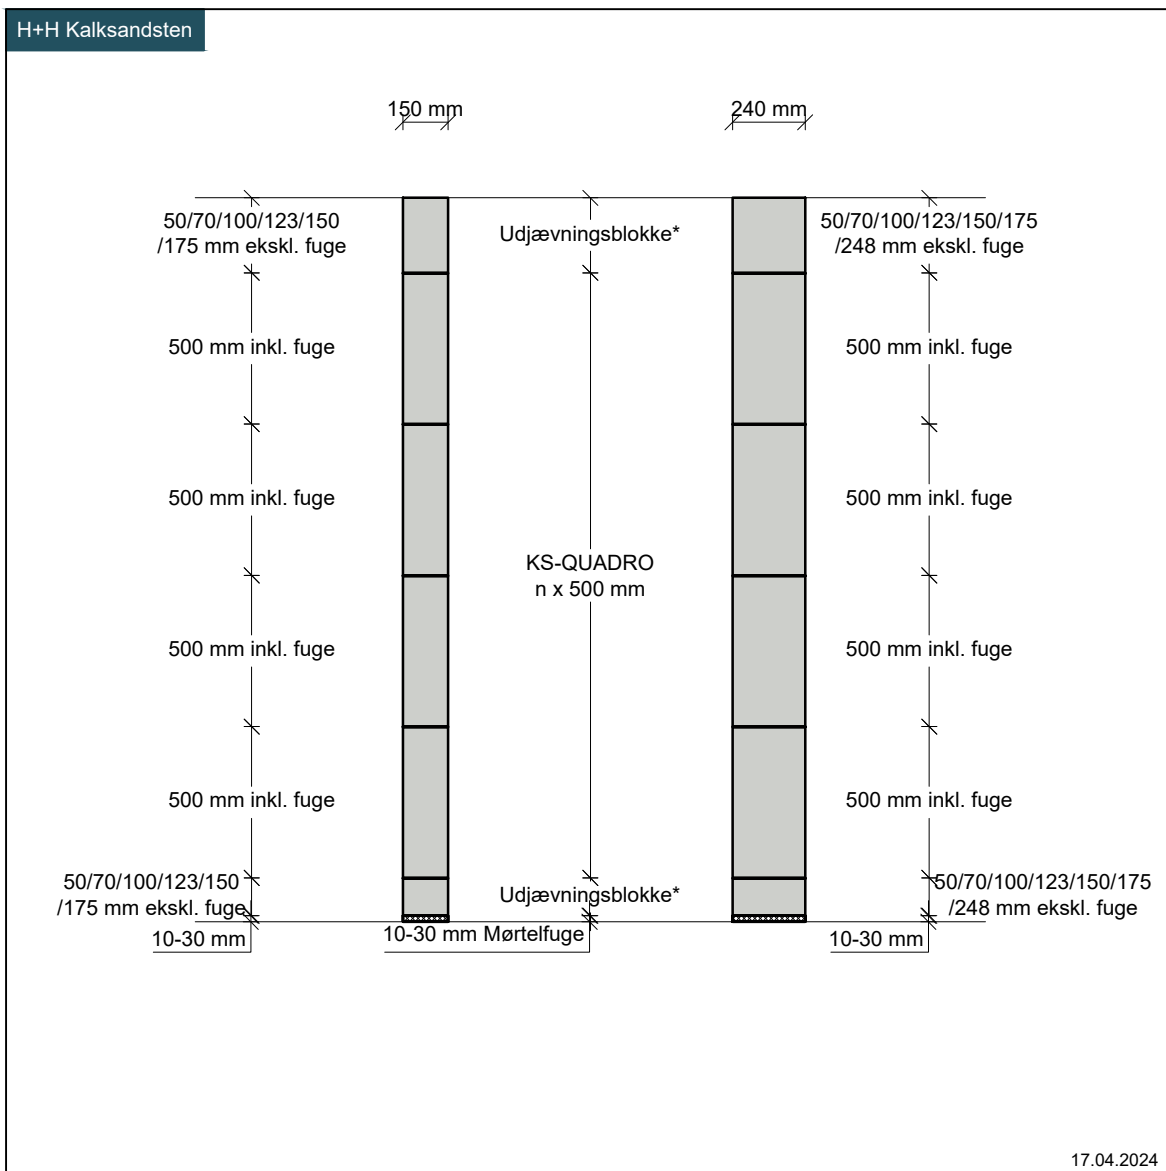 H+H Kalksandsten
150 mm
240 mm
50/70/100/123/150
/175 mm ekskl. fuge
Udjævningsblokke*
50/70/100/123/150/175
/248 mm ekskl. fuge
500 mm inkl. fuge
500 mm inkl. fuge
500 mm inkl. fuge
500 mm inkl. fuge
KS-QUADRO
n x 500 mm
500 mm inkl. fuge
500 mm inkl. fuge
500 mm inkl. fuge
500 mm inkl. fuge
50/70/100/123/150
/175 mm ekskl. fuge
Udjævningsblokke*
50/70/100/123/150/175
/248 mm ekskl. fuge
10-30 mm
10-30 mm Mørtelfuge
10-30 mm
17.04.2024